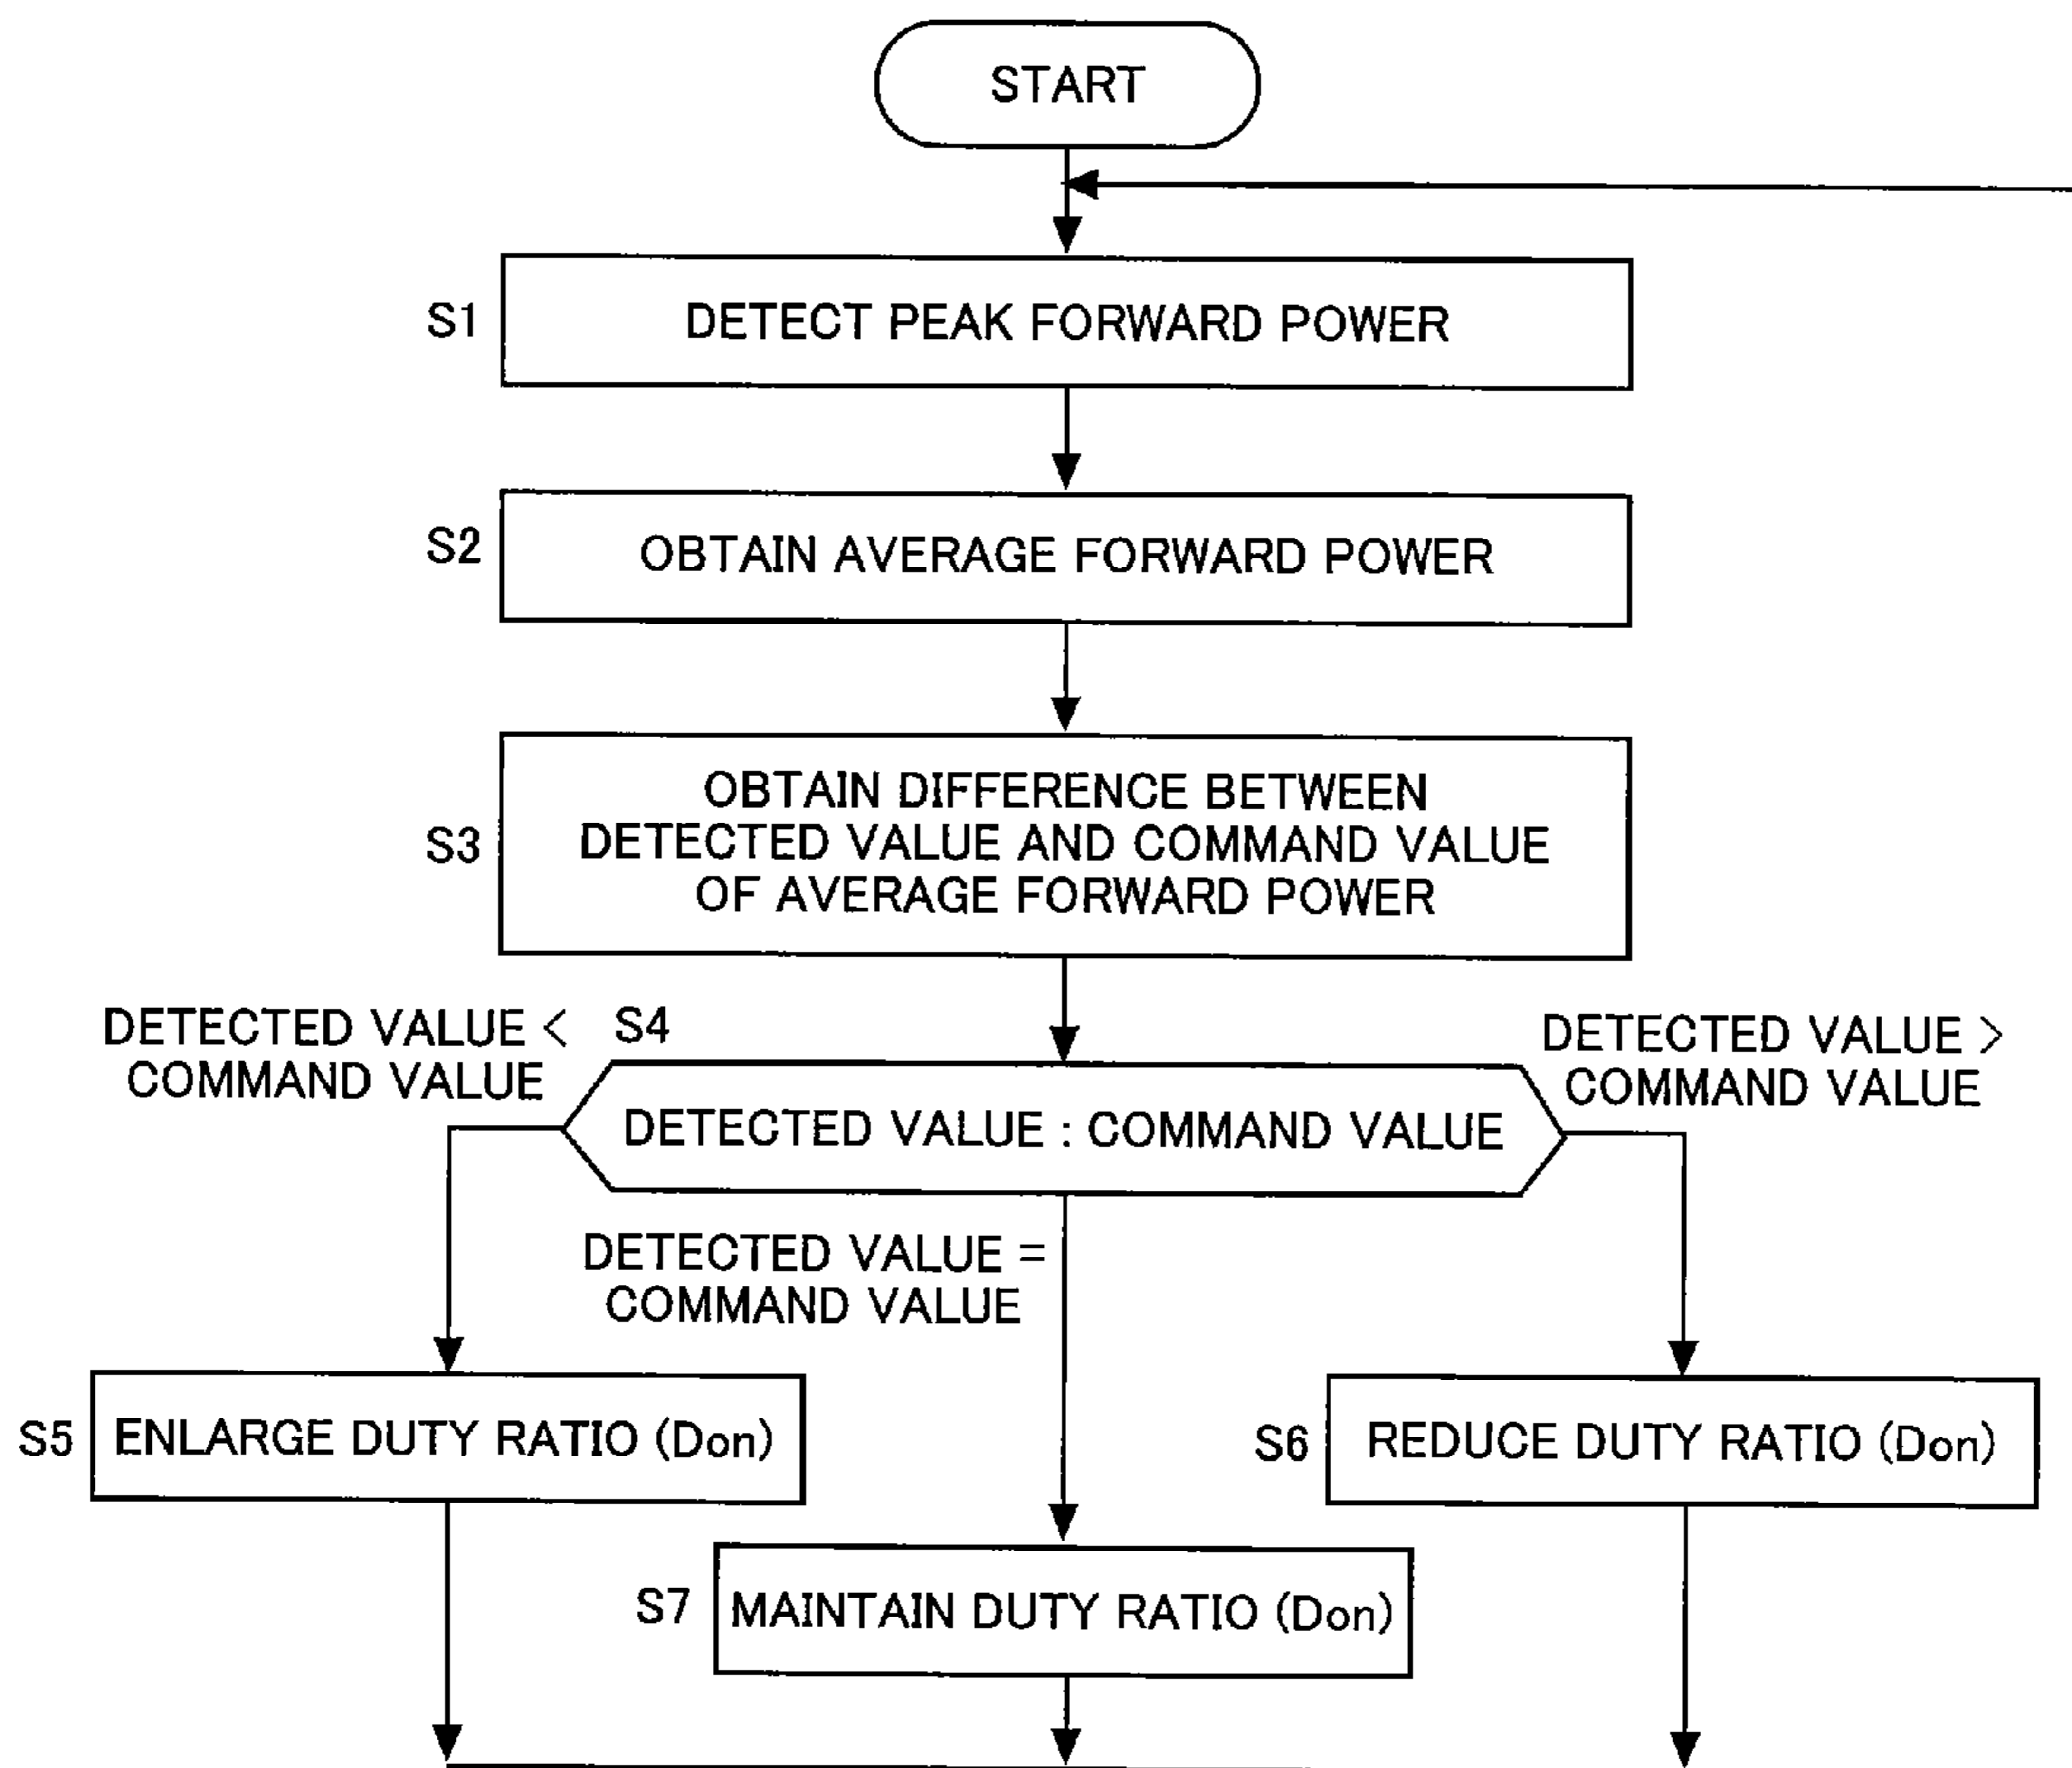 START
S1
DETECT PEAK FORWARD POWER
S2
OBTAIN AVERAGE FORWARD POWER
S3
OBTAIN DIFFERENCE BETWEEN
DETECTED VALUE AND COMMAND VALUE
OF AVERAGE FORWARD POWER
DETECTED VALUE <
COMMAND VALUE
S4
DETECTED VALUE >
COMMAND VALUE
DETECTED VALUE : COMMAND VALUE
DETECTED VALUE =
COMMAND VALUE
S5
ENLARGE DUTY RATIO (Don)
S6
REDUCE DUTY RATIO (Don)
S7
MAINTAIN DUTY RATIO (Don)